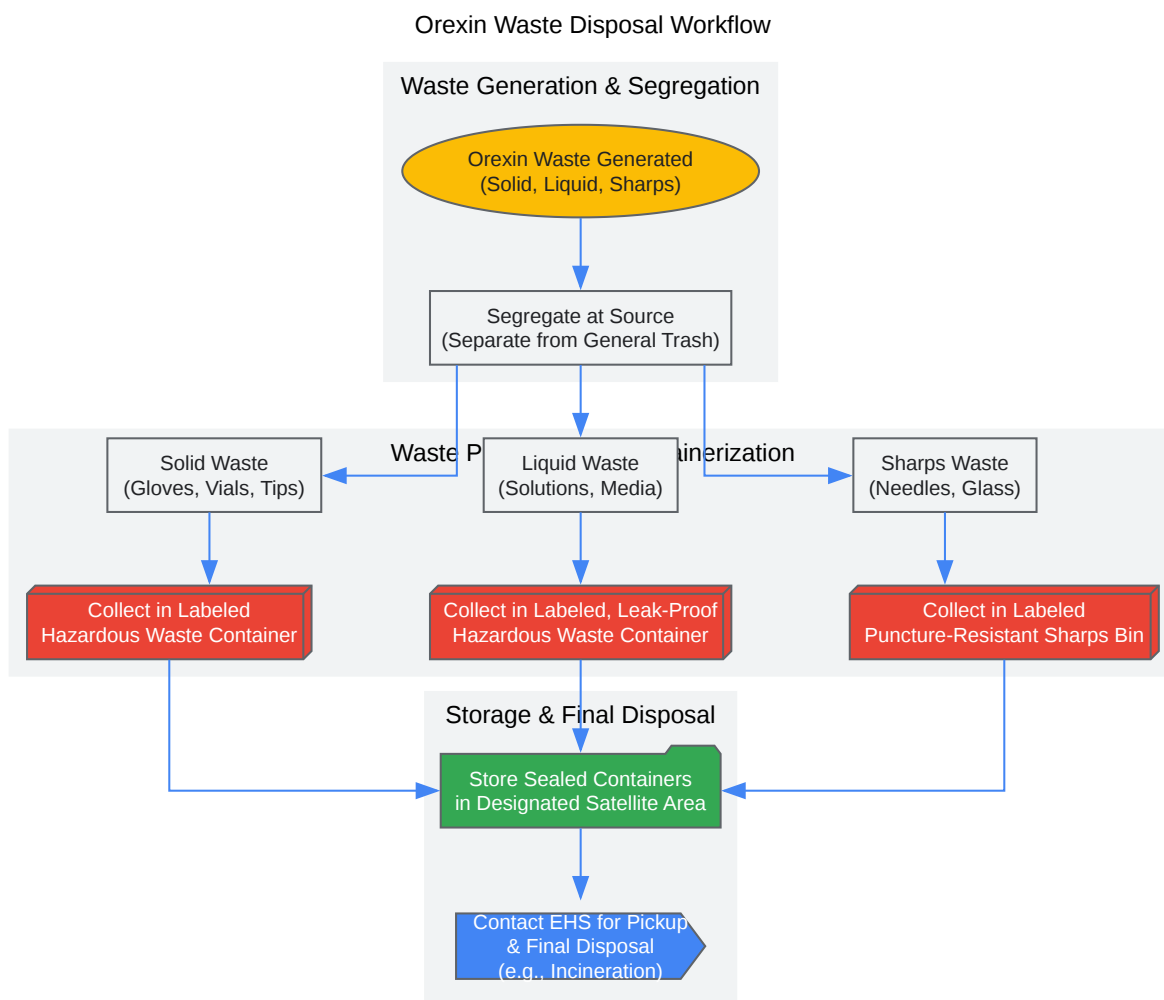 Orexin Waste Disposal Workflow
Waste Generation & Segregation
Orexin Waste Generated
(Solid, Liquid, Sharps)
Segregate at Source
(Separate from General Trash)
Waste
Solid Waste
(Gloves, Vials, Tips)
Liquid Waste
(Solutions, Media)
Sharps Waste
(Needles, Glass)
Collect in Labeled
Hazardous Waste Container
Collect in Labeled, Leak-Proof
Hazardous Waste Container
Collect in Labeled
Puncture-Resistant Sharps Bin
Storage & Final Disposal
Store Sealed Containers
in Designated Satellite Area
Contact EHS for Pickup
& Final Disposal
(e.g., Incineration)